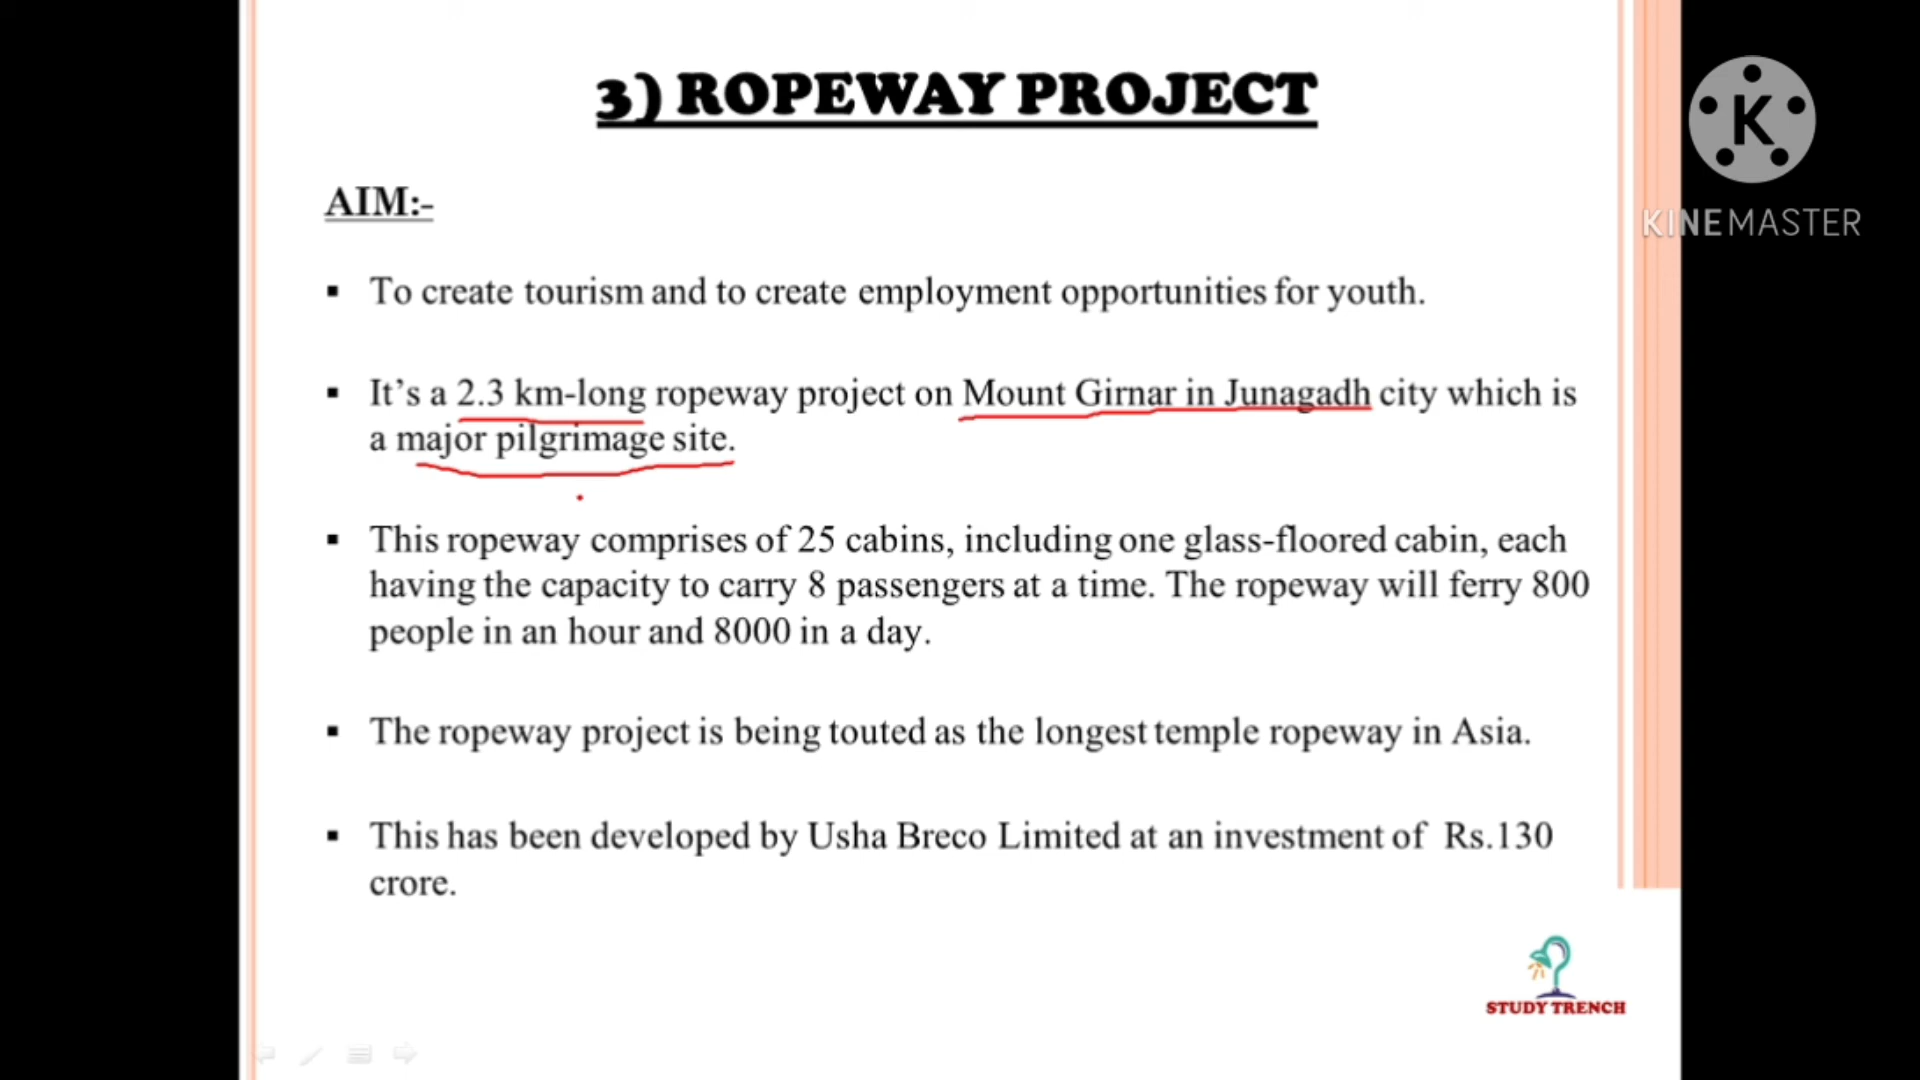 3) ROPEWAY PROJECT
KINEMASTER
AIM:-
▪ To create tourism and to create employment opportunities for youth.
▪ It’s a 2.3 km-long ropeway project on Mount Girnar in Junagadh city which is
a major pilgrimage site.
▪ This ropeway comprises of 25 cabins, including one glass-floored cabin, each
having the capacity to carry 8 passengers at a time. The ropeway will ferry 800
people in an hour and 8000 in a day.
▪ The ropeway project is being touted as the longest temple ropeway in Asia.
▪ This has been developed by Usha Breco Limited at an investment of Rs.130
crore.
STUDY TRENCH